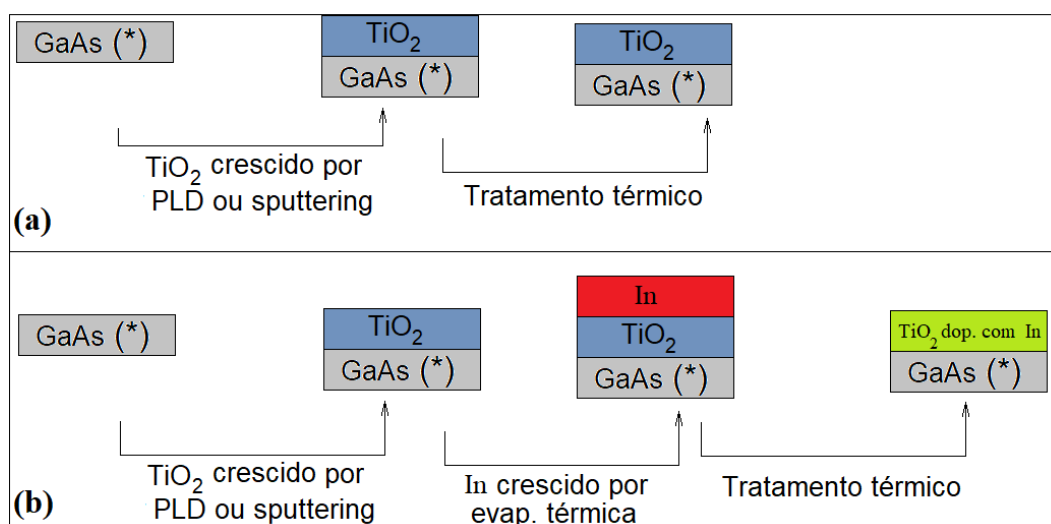 GaAs (*)
TiO₂
GaAs (*)
TiO₂
GaAs (*)
TiO₂ crescido por
PLD ou sputtering
Tratamento térmico
(a)
GaAs (*)
TiO₂
GaAs (*)
In
TiO₂
GaAs (*)
TiO₂ dop. com In
GaAs (*)
TiO₂ crescido por
PLD ou sputtering
In crescido por
evap. térmica
Tratamento térmico
(b)